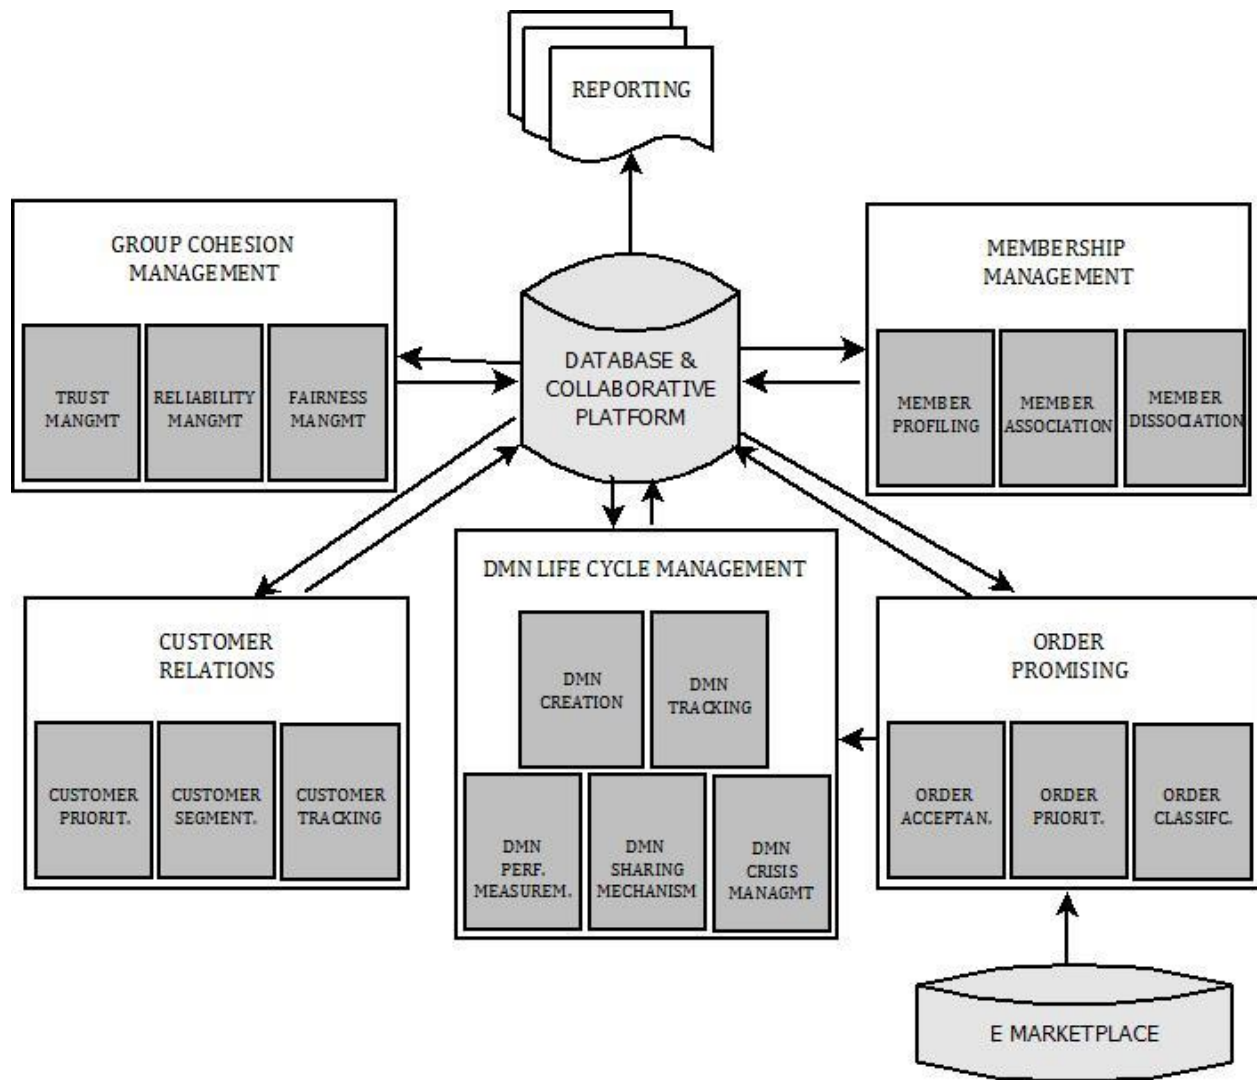 REPORTING
GROUP COHESION
MANAGEMENT
TRUST
MANGMT
RELIABILITY
MANGMT
FAIRNESS
MANGMT
DATABASE &
COLLABORATIVE
PLATFORM
MEMBERSHIP
MANAGEMENT
MEMBER
PROFILING
MEMBER
ASSOCIATION
MEMBER
DISSOCIATION
CUSTOMER
RELATIONS
CUSTOMER
PRIORIT.
CUSTOMER
SEGMENT.
CUSTOMER
TRACKING
DMN LIFE CYCLE MANAGEMENT
DMN
CREATION
DMN
TRACKING
DMN
PERF.
MEASUREM.
DMN
SHARING
MECHANISM
DMN
CRISIS
MANAGMT
ORDER
PROMISING
ORDER
ACCEPTAN.
ORDER
PRIORIT.
ORDER
CLASSIFC.
E MARKETPLACE